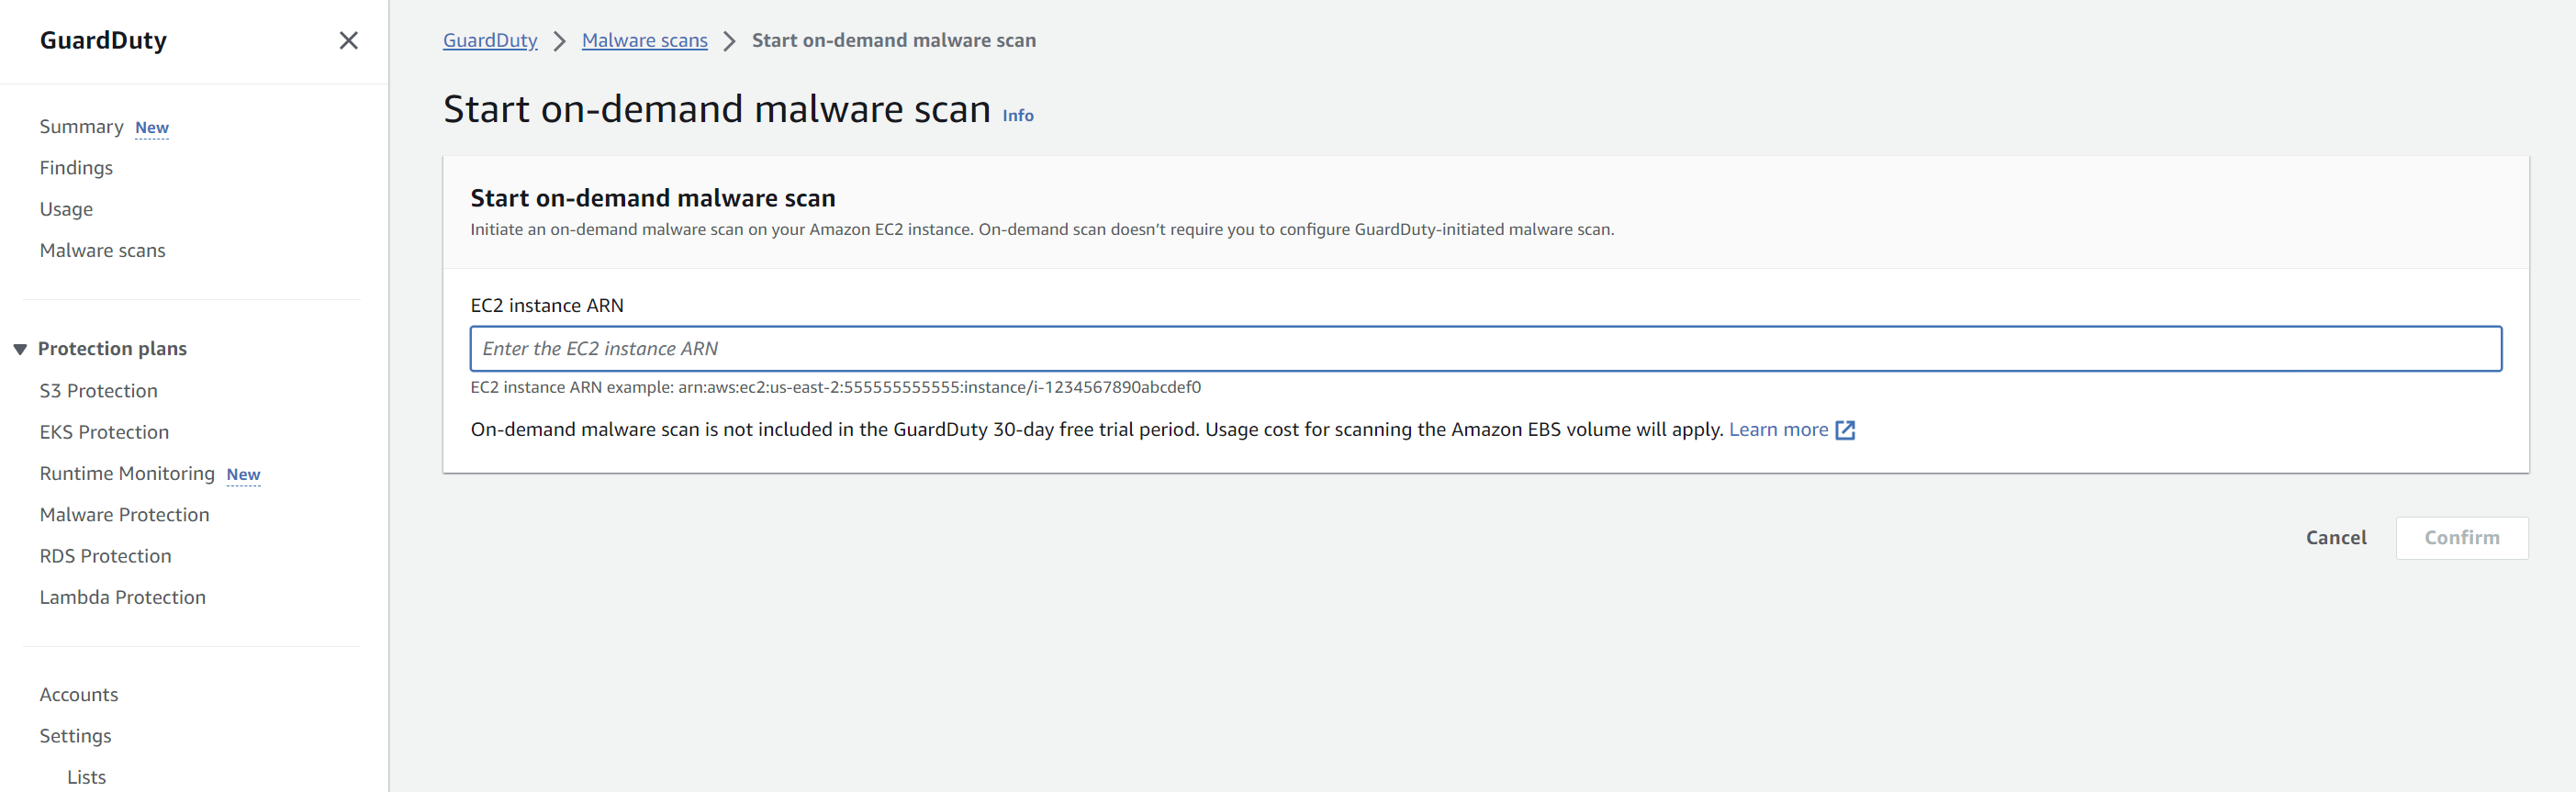 GuardDuty
Summary New
Findings
Usage
Malware scans
Protection plans
S3 Protection
EKS Protection
Runtime Monitoring New
Malware Protection
RDS Protection
Lambda Protection
Accounts
Settings
Lists
GuardDuty Malware scans Start on-demand malware scan
Start on-demand malware scan Info
Start on-demand malware scan
Initiate an on-demand malware scan on your Amazon EC2 instance. On-demand scan doesn't require you to configure GuardDuty-initiated malware scan.
EC2 instance ARN
Enter the EC2 instance ARN
EC2 instance ARN example: arn:aws:ec2:us-east-2:555555555555:instance/i-1234567890abcdef0
On-demand malware scan is not included in the GuardDuty 30-day free trial period. Usage cost for scanning the Amazon EBS volume will apply. Learn more
Cancel Confirm